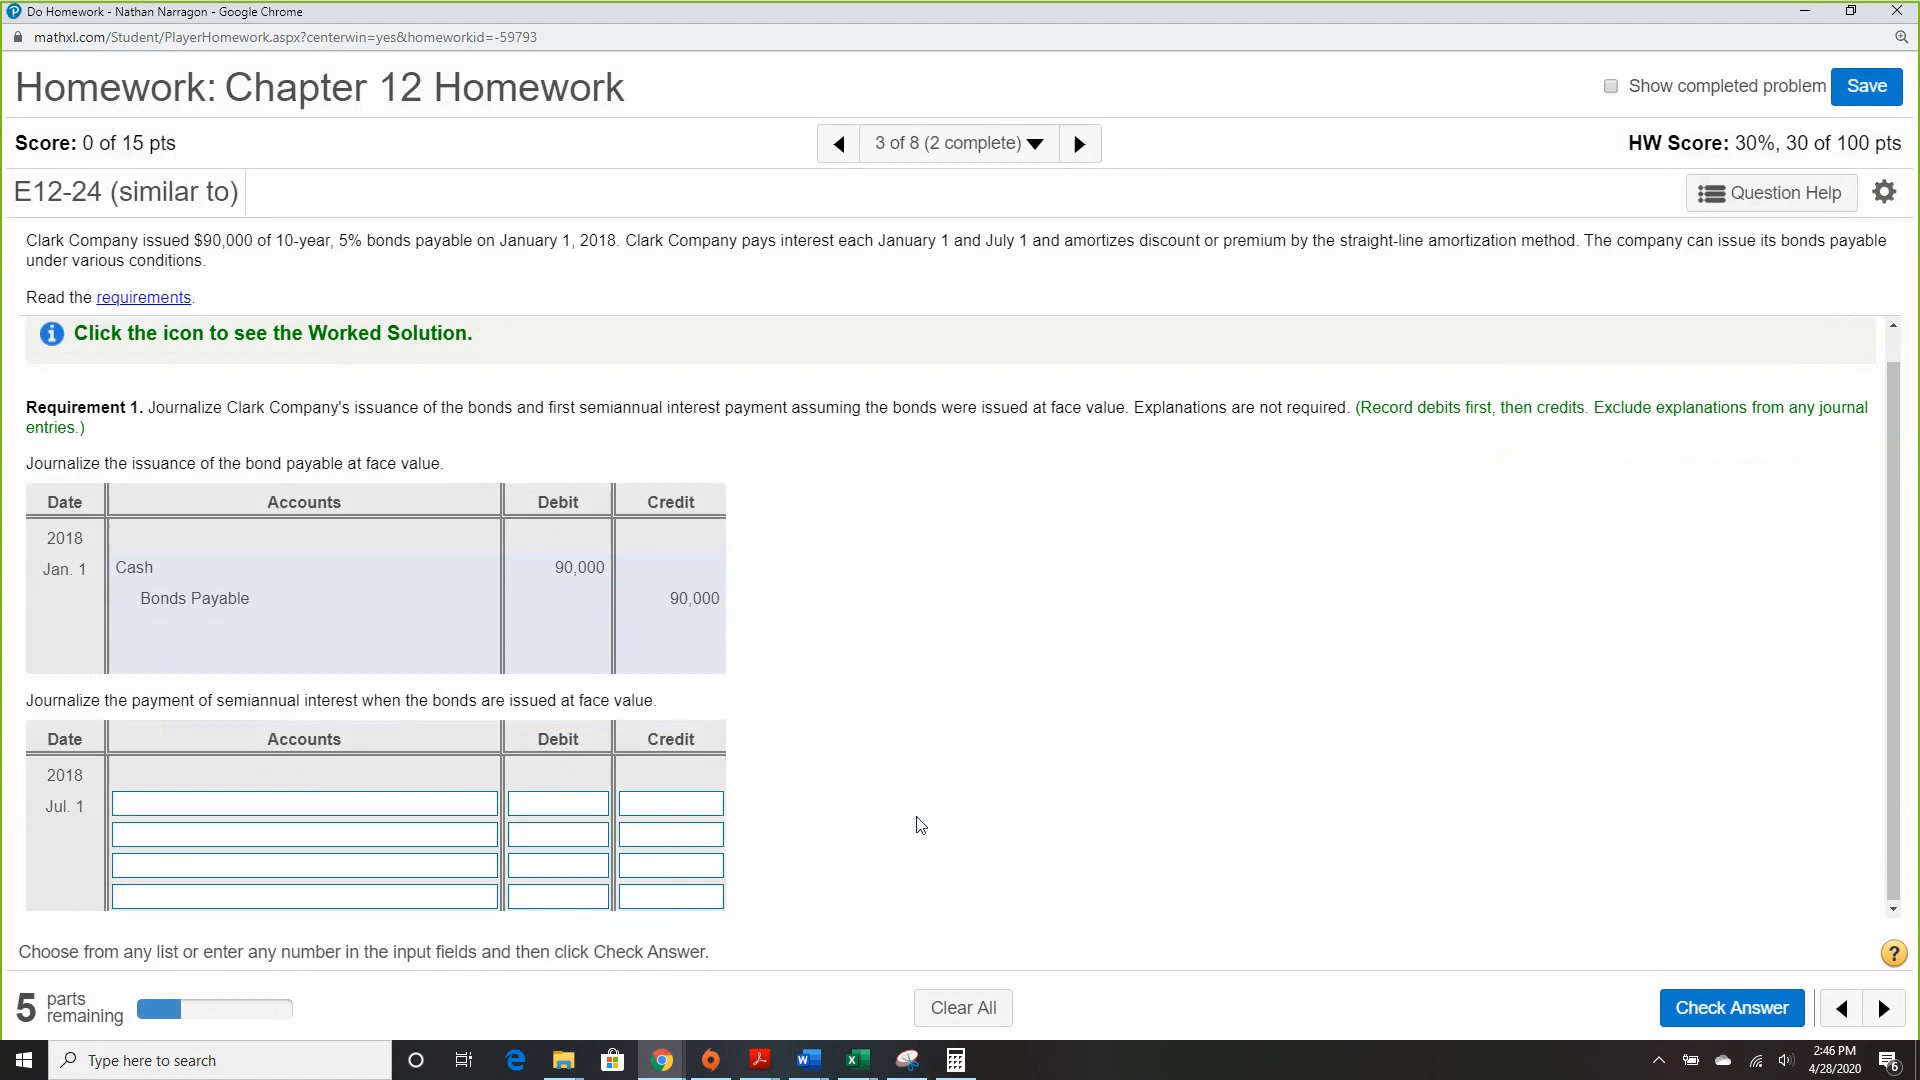 Do Homework - Nathan Narragon - Google Chrome
mathxl.com/Student/PlayerHomework.aspx?centerwin=yes&homeworkid=-59793
Homework: Chapter 12 Homework
Show completed problem
Save
Score: 0 of 15 pts
3 of 8 (2 complete)
HW Score: 30%, 30 of 100 pts
E12-24 (similar to)
Question Help
Clark Company issued $90,000 of 10-year, 5% bonds payable on January 1, 2018. Clark Company pays interest each January 1 and July 1 and amortizes discount or premium by the straight-line amortization method. The company can issue its bonds payable
under various conditions.
Read the requirements.
Click the icon to see the Worked Solution.
Requirement 1. Journalize Clark Company's issuance of the bonds and first semiannual interest payment assuming the bonds were issued at face value. Explanations are not required. (Record debits first, then credits. Exclude explanations from any journal
entries.)
Journalize the issuance of the bond payable at face value.
Date Accounts Debit Credit
2018
Jan. 1 Cash 90,000
Bonds Payable 90,000
Journalize the payment of semiannual interest when the bonds are issued at face value.
Date Accounts Debit Credit
2018
Jul. 1
Choose from any list or enter any number in the input fields and then click Check Answer.
?
5 parts
remaining
Clear All
Check Answer
Type here to search
2:46 PM
4/28/2020
6